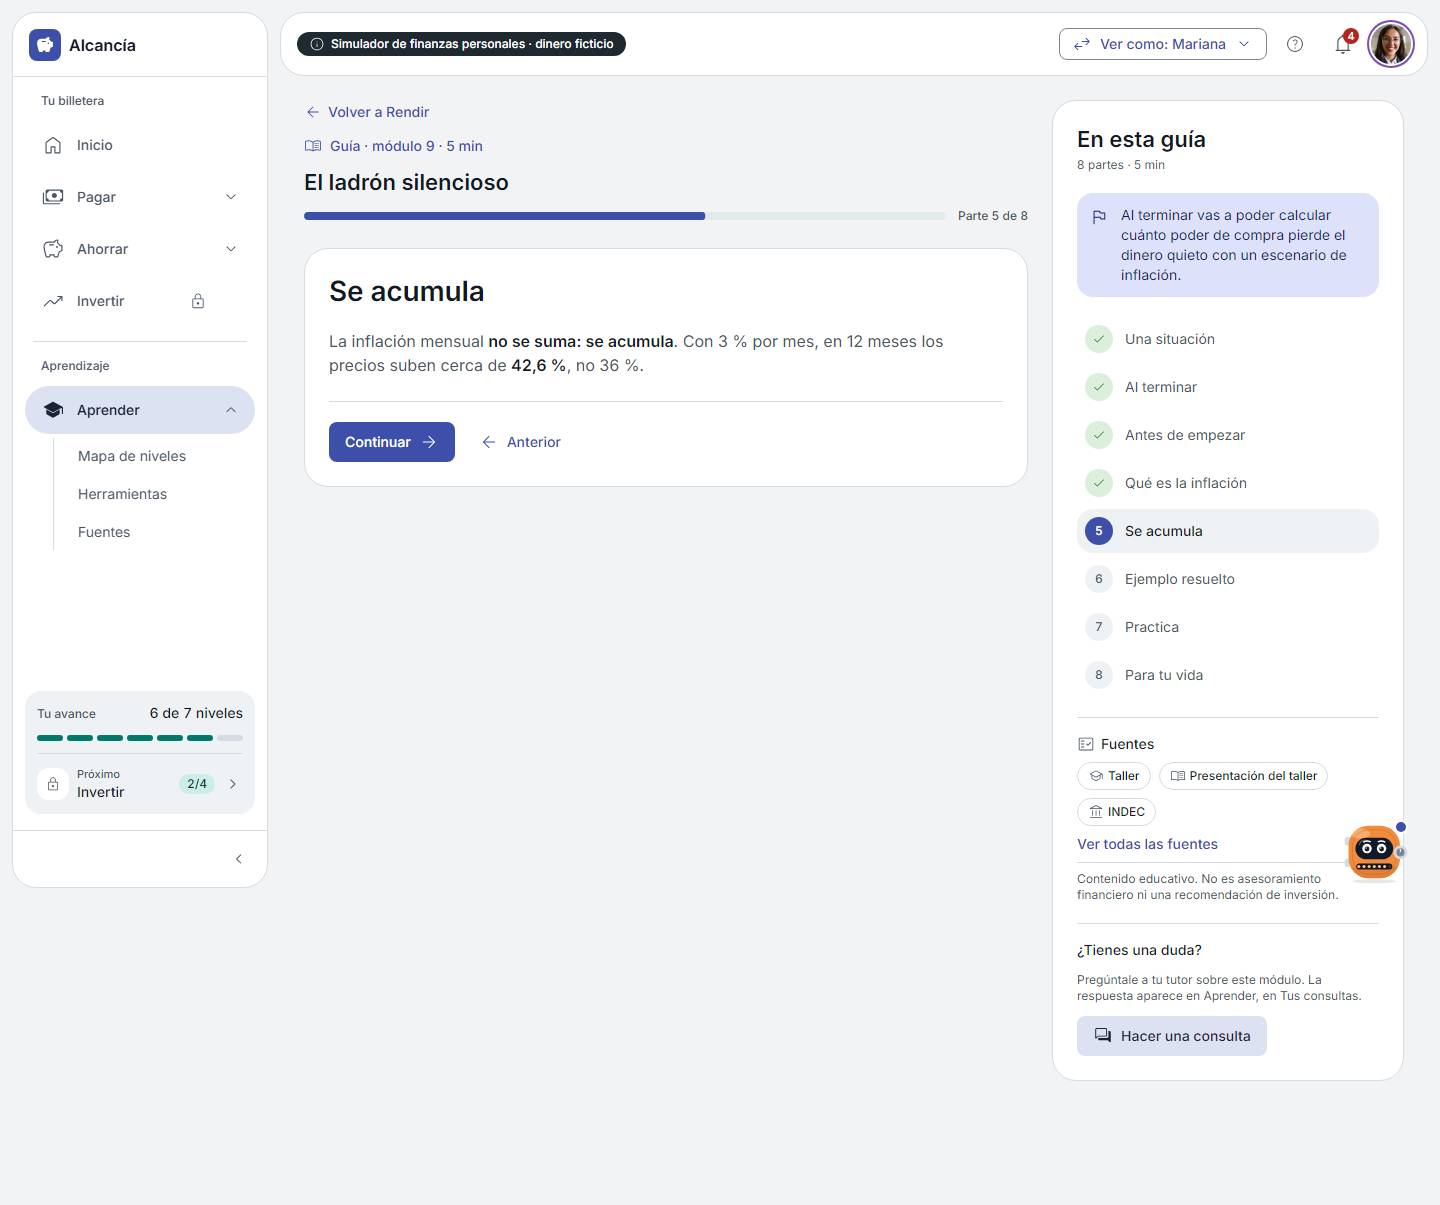 Alcancía
Tu billetera
Inicio
Pagar
Ahorrar
Invertir
Aprendizaje
Aprender
Mapa de niveles
Herramientas
Fuentes
Tu avance
6 de 7 niveles
Próximo
Invertir
2/4
Simulador de finanzas personales · dinero ficticio
Ver como: Mariana
4
Volver a Rendir
Guía · módulo 9 · 5 min
El ladrón silencioso
Parte 5 de 8
Se acumula
La inflación mensual no se suma: se acumula. Con 3 % por mes, en 12 meses los
precios suben cerca de 42,6 %, no 36 %.
Continuar
Anterior
En esta guía
8 partes · 5 min
Al terminar vas a poder calcular
cuánto poder de compra pierde el
dinero quieto con un escenario de
inflación.
Una situación
Al terminar
Antes de empezar
Qué es la inflación
5 Se acumula
6 Ejemplo resuelto
7 Practica
8 Para tu vida
Fuentes
Taller
Presentación del taller
INDEC
Ver todas las fuentes
Contenido educativo. No es asesoramiento
financiero ni una recomendación de inversión.
¿Tienes una duda?
Pregúntale a tu tutor sobre este módulo. La
respuesta aparece en Aprender, en Tus consultas.
Hacer una consulta